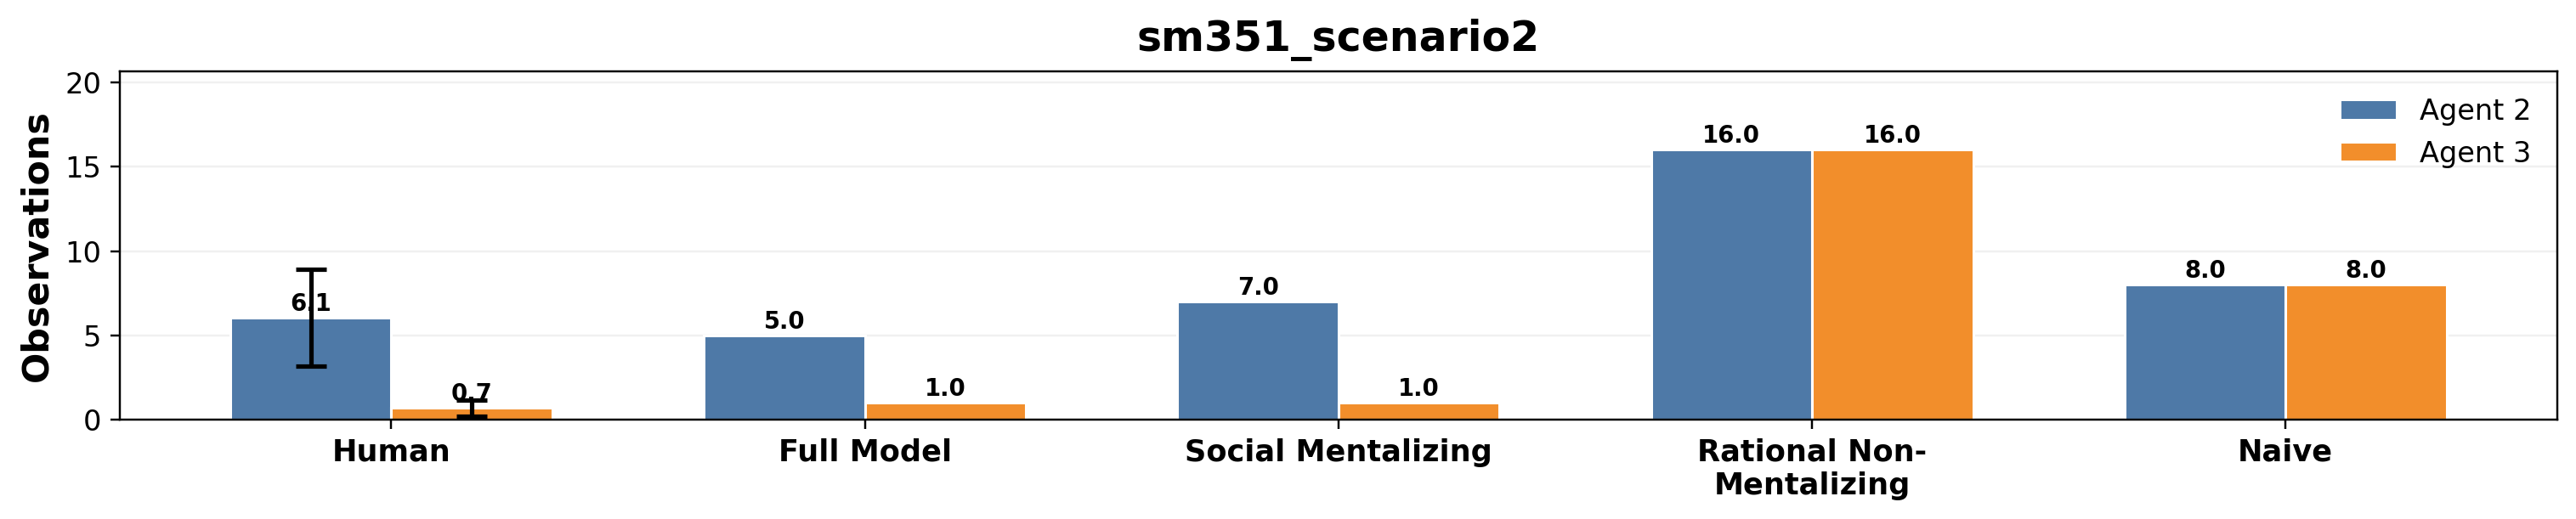 sm351_scenario2
Observations
20
15
10
5
0
Agent 2
Agent 3
6.1
0.7
5.0
1.0
7.0
1.0
16.0
16.0
8.0
8.0
Human
Full Model
Social Mentalizing
Rational Non-
Mentalizing
Naive